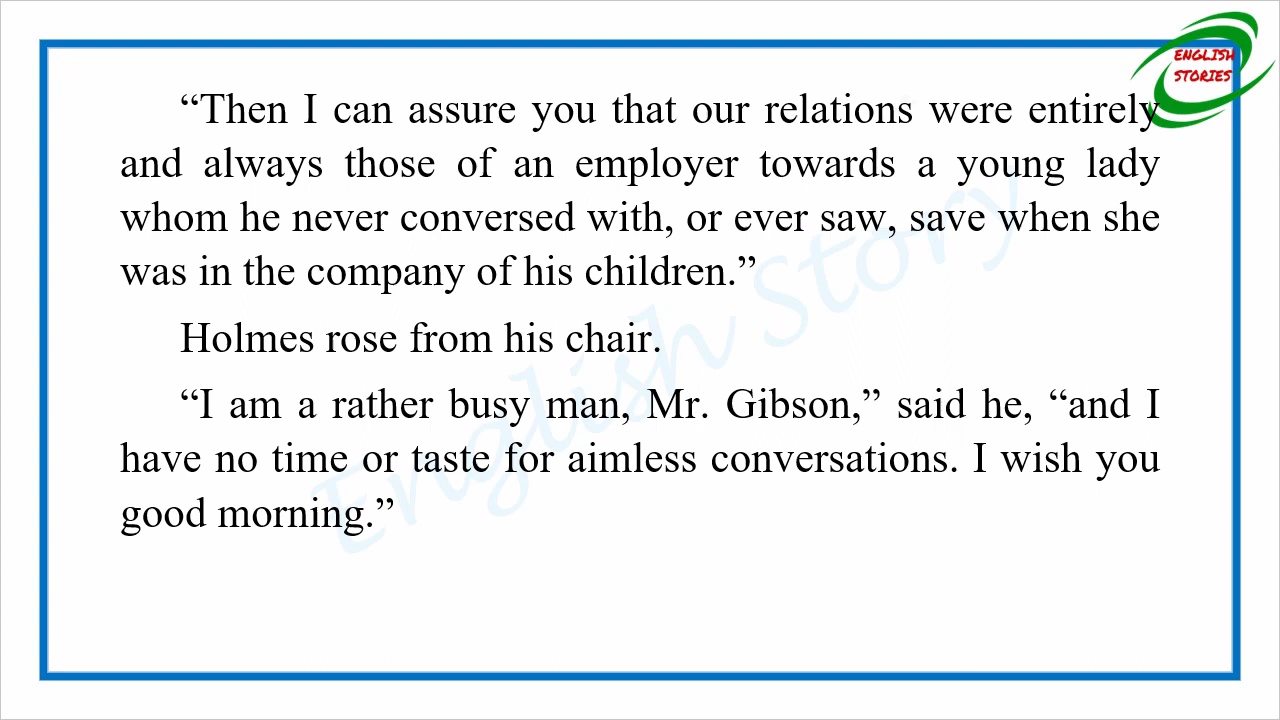 ENGLISH
STORIES
“Then I can assure you that our relations were entirely
and always those of an employer towards a young lady
whom he never conversed with, or ever saw, save when she
was in the company of his children.”
Holmes rose from his chair.
“I am a rather busy man, Mr. Gibson,” said he, “and I
have no time or taste for aimless conversations. I wish you
good morning.”
English Story